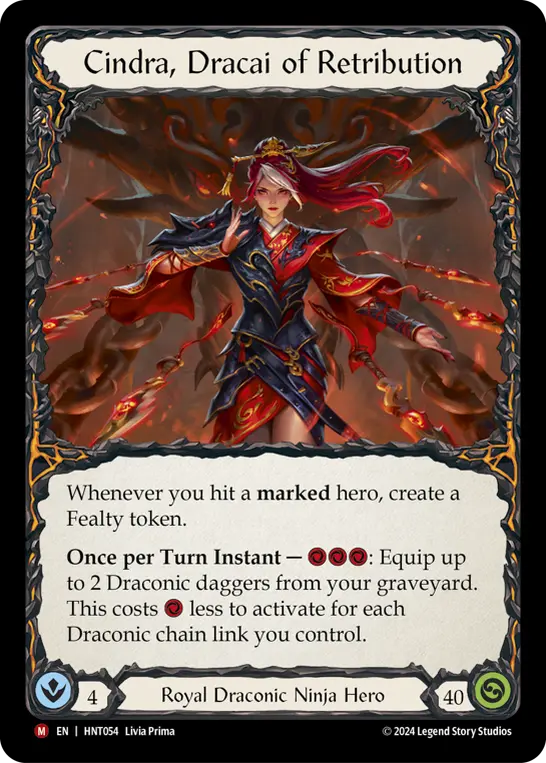 Cindra, Dracai of Retribution
Whenever you hit a marked hero, create a
Fealty token.
Once per Turn Instant — : Equip up
to 2 Draconic daggers from your graveyard.
This costs less to activate for each
Draconic chain link you control.
4 Royal Draconic Ninja Hero 40
M EN | HNT054 Livia Prima © 2024 Legend Story Studios